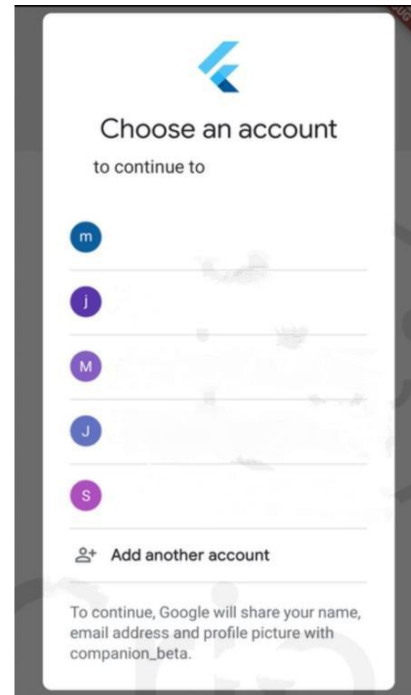 Choose an account
to continue to
m
j
M
J
S
Add another account
To continue, Google will share your name,
email address and profile picture with
companion_beta.